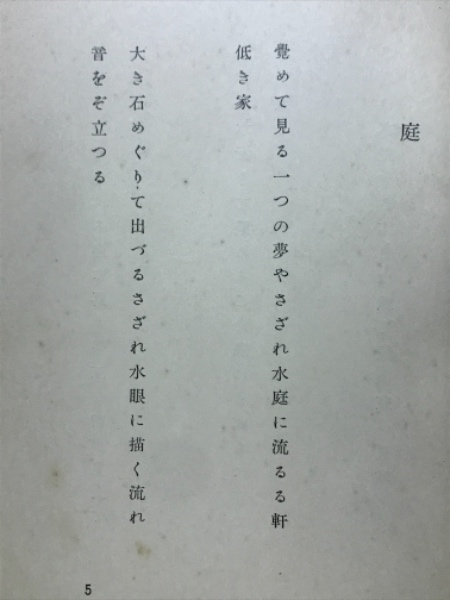 庭
覺めて見る一つの夢やさざれ水庭に流るる軒
低き家
大き石めぐりて出づるさざれ水眼に描く流れ
音をぞ立つる
5